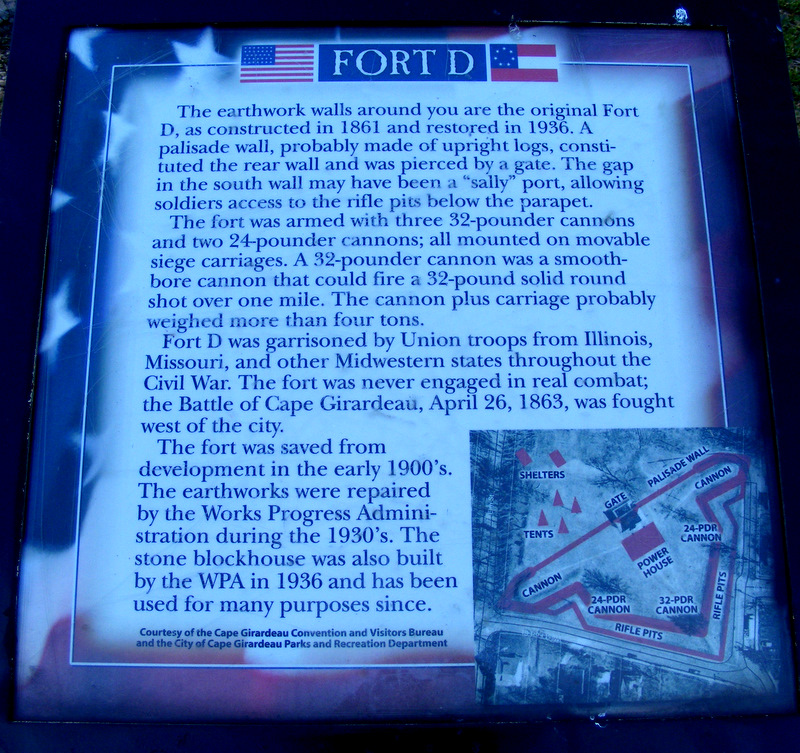 FORT D
The earthwork walls around you are the original Fort
D, as constructed in 1861 and restored in 1936. A
palisade wall, probably made of upright logs, consti-
tuted the rear wall and was pierced by a gate. The gap
in the south wall may have been a “sally” port, allowing
soldiers access to the rifle pits below the parapet.
The fort was armed with three 32-pounder cannons
and two 24-pounder cannons; all mounted on movable
siege carriages. A 32-pounder cannon was a smooth-
bore cannon that could fire a 32-pound solid round
shot over one mile. The cannon plus carriage probably
weighed more than four tons.
Fort D was garrisoned by Union troops from Illinois,
Missouri, and other Midwestern states throughout the
Civil War. The fort was never engaged in real combat;
the Battle of Cape Girardeau, April 26, 1863, was fought
west of the city.
The fort was saved from
development in the early 1900’s.
The earthworks were repaired
by the Works Progress Admini-
stration during the 1930’s. The
stone blockhouse was also built
by the WPA in 1936 and has been
used for many purposes since.
Courtesy of the Cape Girardeau Convention and Visitors Bureau
and the City of Cape Girardeau Parks and Recreation Department
SHELTERS
PALISADE WALL
CANNON
GATE
TENTS
24-PDR
CANNON
POWER
HOUSE
CANNON
24-PDR
CANNON
32-PDR
CANNON
RIFLE PITS
RIFLE PITS